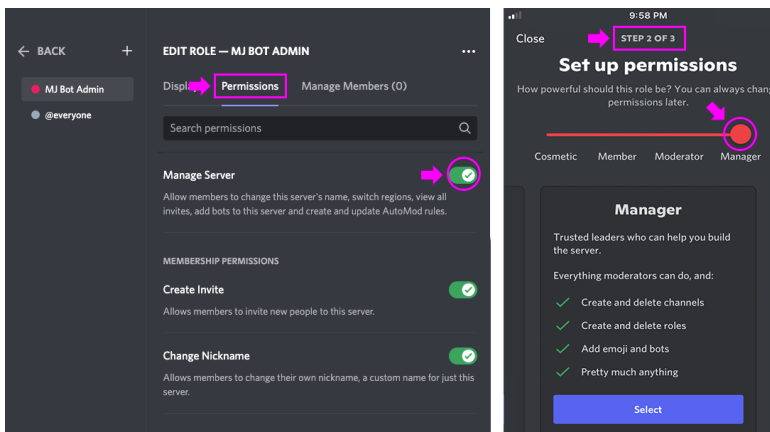 BACK
MJ Bot Admin
@everyone
EDIT ROLE — MJ BOT ADMIN
Permissions
Manage Members (0)
Search permissions
Manage Server
Allow members to change this server's name, switch regions, view all
invites, add bots to this server and create and update AutoMod rules.
MEMBERSHIP PERMISSIONS
Create Invite
Allows members to invite new people to this server.
Change Nickname
Allows members to change their own nickname, a custom name for just this
server.
9:58 PM
Close
STEP 2 OF 3
Set up permissions
How powerful should this role be? You can always chang
permissions later.
Cosmetic
Member
Moderator
Manager
Manager
Trusted leaders who can help you build
the server.
Everything moderators can do, and:
Create and delete channels
Create and delete roles
Add emoji and bots
Pretty much anything
Select